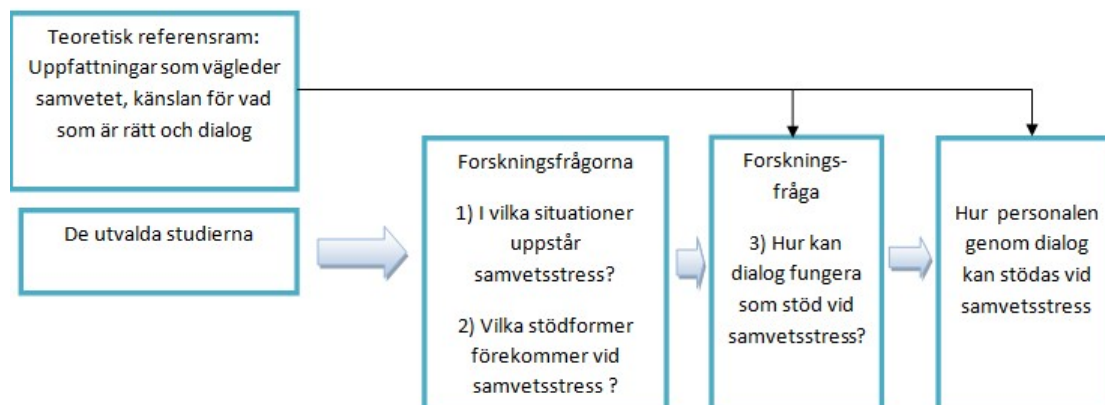 Teoretisk referensram:
Uppfattningar som vägleder
samvetet, känslan för vad
som är rätt och dialog
De utvalda studierna
Forskningsfrågorna
1) I vilka situationer
uppstår
samvetsstress?
2) Vilka stödformer
förekommer vid
samvetsstress ?
Forsknings-
fråga
3) Hur kan
dialog fungera
som stöd vid
samvetsstress?
Hur personalen
genom dialog
kan stödas vid
samvetsstress